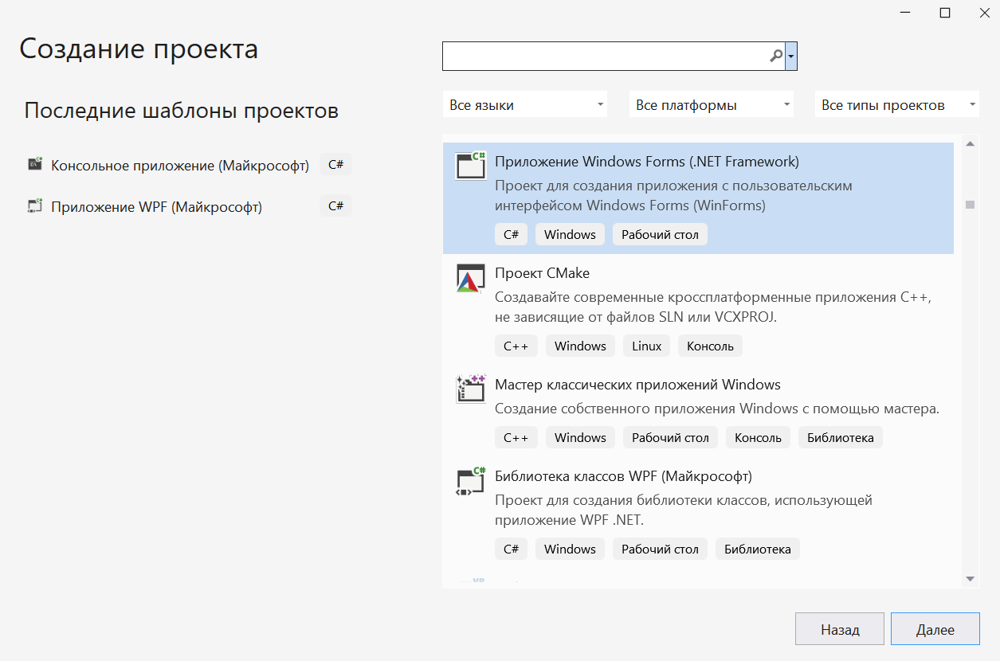 Создание проекта
Последние шаблоны проектов
Консольное приложение (Майкрософт) C#
Приложение WPF (Майкрософт) C#
Все языки
Все платформы
Все типы проектов
C#
Приложение Windows Forms (.NET Framework)
Проект для создания приложения с пользовательским
интерфейсом Windows Forms (WinForms)
C# Windows Рабочий стол
Проект CMake
Создавайте современные кроссплатформенные приложения C++,
не зависящие от файлов SLN или VCXPROJ.
C++ Windows Linux Консоль
++
Мастер классических приложений Windows
Создание собственного приложения Windows с помощью мастера.
C++ Windows Рабочий стол Консоль Библиотека
C#
Библиотека классов WPF (Майкрософт)
Проект для создания библиотеки классов, использующей
приложение WPF .NET.
C# Windows Рабочий стол Библиотека
Назад
Далее